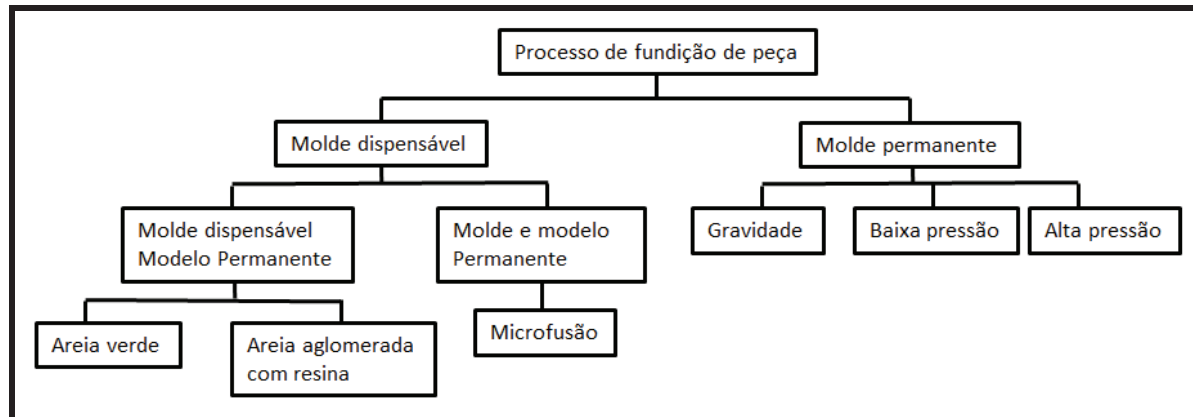 Processo de fundição de peça
Molde dispensável
Molde permanente
Molde dispensável
Modelo Permanente
Molde e modelo
Permanente
Gravidade
Baixa pressão
Alta pressão
Areia verde
Areia aglomerada
com resina
Microfusão